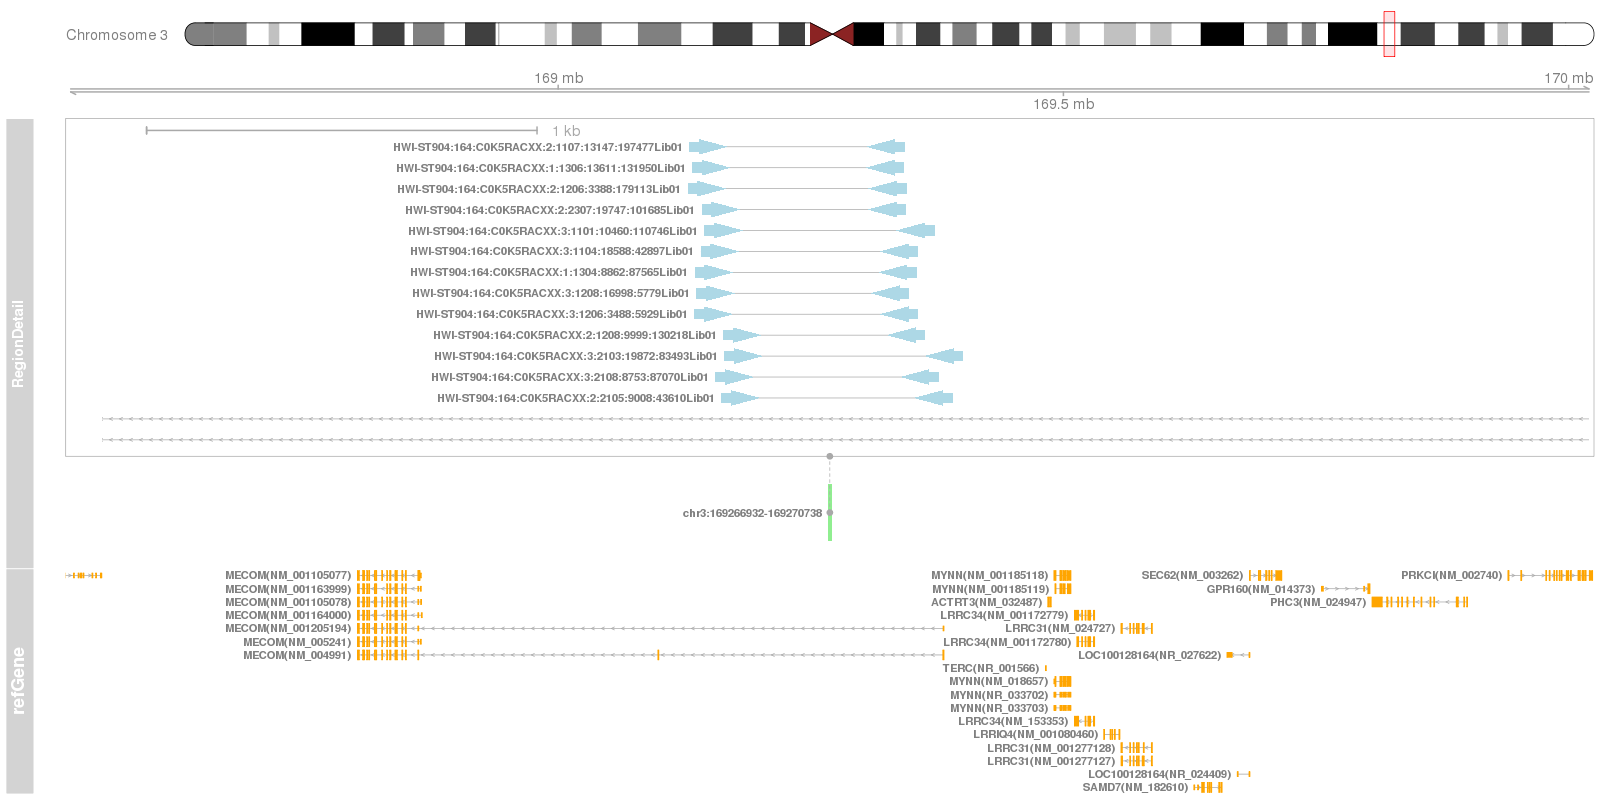 Chromosome 3
169 mb
170 mb
169.5 mb
1 kb
HWI-ST904:164:C0K5RACXX:2:1107:13147:197477Lib01
HWI-ST904:164:C0K5RACXX:1:1306:13611:131950Lib01
HWI-ST904:164:C0K5RACXX:2:1206:3388:179113Lib01
HWI-ST904:164:C0K5RACXX:2:2307:19747:101685Lib01
HWI-ST904:164:C0K5RACXX:3:1101:10460:110746Lib01
HWI-ST904:164:C0K5RACXX:3:1104:18588:42897Lib01
HWI-ST904:164:C0K5RACXX:1:1304:8862:87565Lib01
HWI-ST904:164:C0K5RACXX:3:1208:16998:5779Lib01
HWI-ST904:164:C0K5RACXX:3:1206:3488:5929Lib01
HWI-ST904:164:C0K5RACXX:2:1208:9999:130218Lib01
HWI-ST904:164:C0K5RACXX:3:2103:19872:83493Lib01
HWI-ST904:164:C0K5RACXX:3:2108:8753:87070Lib01
HWI-ST904:164:C0K5RACXX:2:2105:9008:43610Lib01
RegionDetail
chr3:169266932-169270738
refGene
MECOM(NM_001105077) MYNN(NM_001185118) SEC62(NM_003262) PRKCI(NM_002740)
MECOM(NM_001163999) MYNN(NM_001185119) GPR160(NM_014373)
MECOM(NM_001105078) ACTRT3(NM_032487) PHC3(NM_024947)
MECOM(NM_001164000) LRRC34(NM_001172779)
MECOM(NM_001205194) LRRC31(NM_024727)
MECOM(NM_005241) LRRC34(NM_001172780)
MECOM(NM_004991) LOC100128164(NR_027622)
TERC(NR_001566)
MYNN(NM_018657)
MYNN(NR_033702)
MYNN(NR_033703)
LRRC34(NM_153353)
LRRIQ4(NM_001080460)
LRRC31(NM_001277128)
LRRC31(NM_001277127)
LOC100128164(NR_024409)
SAMD7(NM_182610)